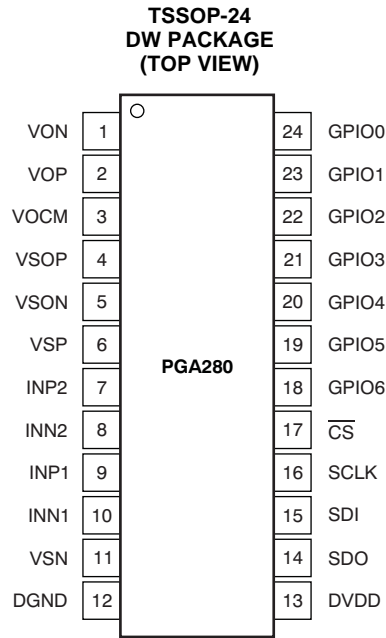 TSSOP-24
DW PACKAGE
(TOP VIEW)
VON 1 24 GPIO0
VOP 2 23 GPIO1
VOCM 3 22 GPIO2
VSOP 4 21 GPIO3
VSON 5 20 GPIO4
VSP 6 19 GPIO5
PGA280
INP2 7 18 GPIO6
INN2 8 17 CS
INP1 9 16 SCLK
INN1 10 15 SDI
VSN 11 14 SDO
DGND 12 13 DVDD